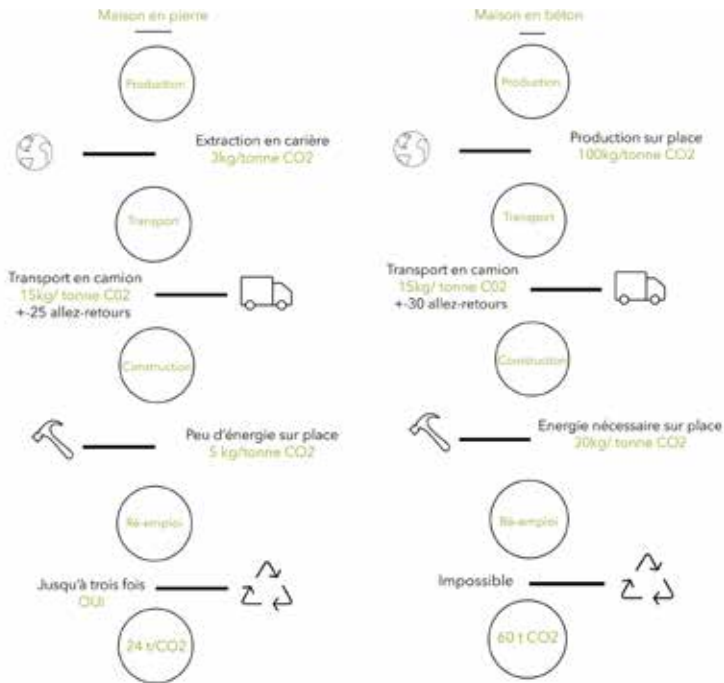 Maison en pierre
Production
Extraction en carière
3kg/tonne CO2
Transport
Transport en camion
15kg/ tonne C02
+-25 allez-retours
Construction
Peu d'énergie sur place
5 kg/tonne CO2
Ré-emploi
Jusqu'à trois fois
OUI
24 t/CO2
Maison en béton
Production
Production sur place
100kg/tonne CO2
Transport
Transport en camion
15kg/ tonne C02
+-30 allez-retours
Construction
Energie nécessaire sur place
20kg/ tonne CO2
Ré-emploi
Impossible
60 t CO2